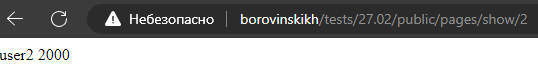 Небезопасно borovinskikh/tests/27.02/public/pages/show/2
user2 2000